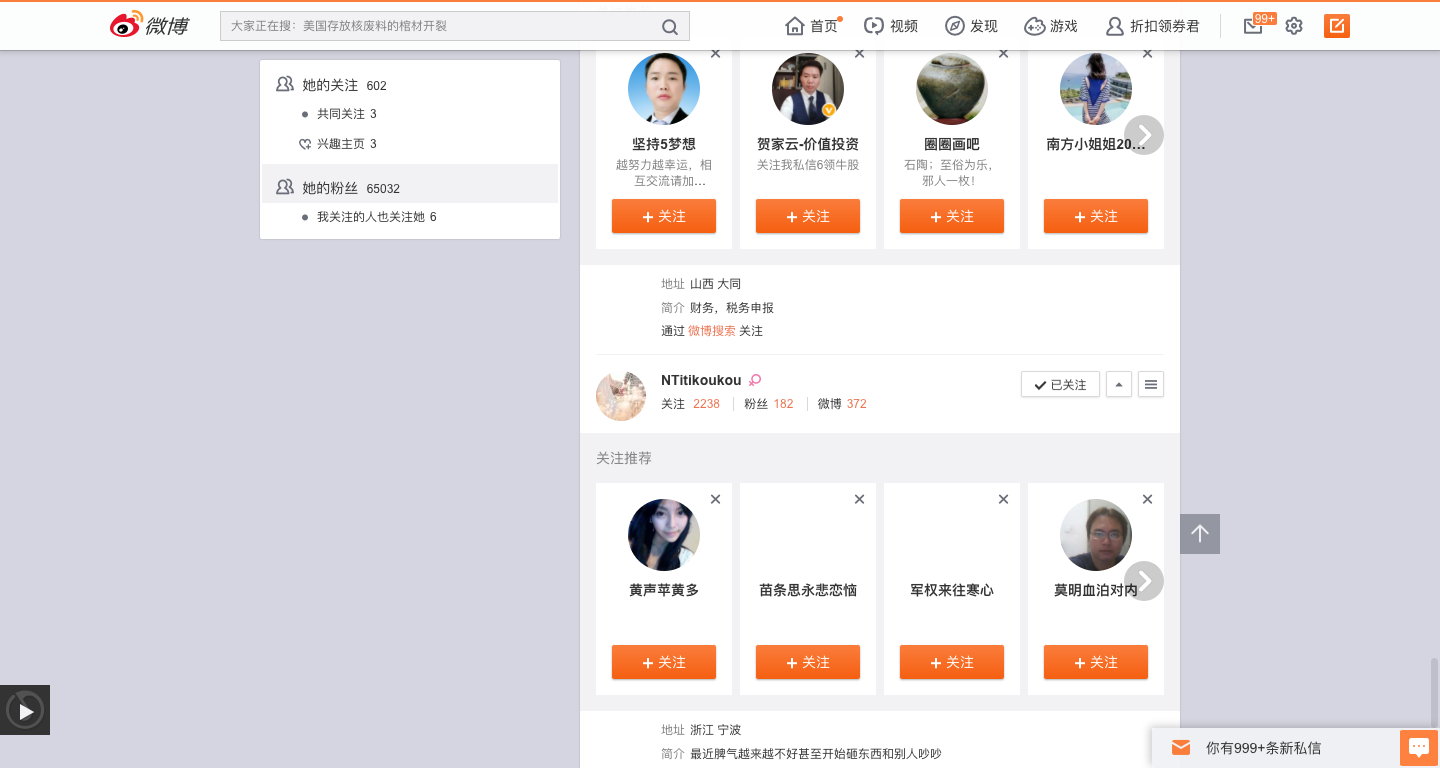 微博
大家正在搜：美国存放核废料的棺材开裂
首页
视频
发现
游戏
折扣领券君
99+
她的关注 602
共同关注 3
兴趣主页 3
她的粉丝 65032
我关注的人也关注她 6
坚持5梦想
越努力越幸运，相
互交流请加...
+ 关注
贺家云-价值投资
关注我私信6领牛股
+ 关注
圈圈画吧
石陶；至俗为乐，
邪人一枚！
+ 关注
南方小姐姐20...
+ 关注
地址 山西 大同
简介 财务，税务申报
通过 微博搜索 关注
NTitikoukou
已关注
关注 2238 粉丝 182 微博 372
关注推荐
黄声苹黄多
+ 关注
苗条思永悲恋恼
+ 关注
军权来往寒心
+ 关注
莫明血泊对内
+ 关注
地址 浙江 宁波
简介 最近脾气越来越不好甚至开始砸东西和别人吵吵
你有999+条新私信